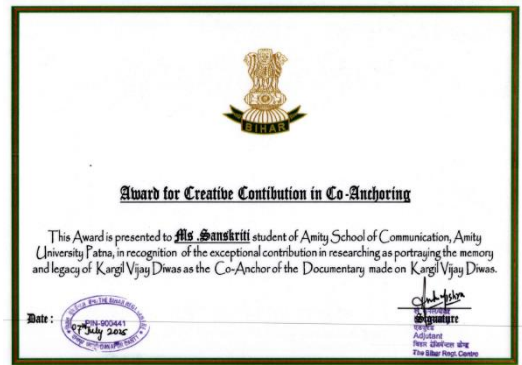 BIHAR
Award for Creative Contibution in Co-Anchoring
This Award is presented to Ms .Sanskriti student of Amity School of Communication, Amity
University Patna, in recognition of the exceptional contribution in researching as portraying the memory
and legacy of Kargil Vijay Diwas as the Co-Anchor of the Documentary made on Kargil Vijay Diwas.
Date :
PIN-900441
07th July 2025
Signature
Adjutant
बिहार रेजिमेन्टल केन्द्र
The Bihar Regt. Centre